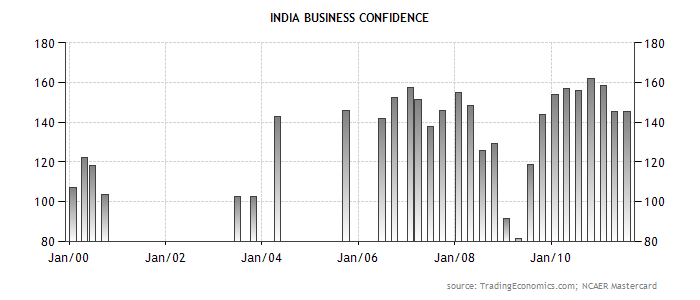 INDIA BUSINESS CONFIDENCE
180 180
160 160
140 140
120 120
100 100
80 80
Jan/00 Jan/02 Jan/04 Jan/06 Jan/08 Jan/10
source: TradingEconomics.com; NCAER Mastercard